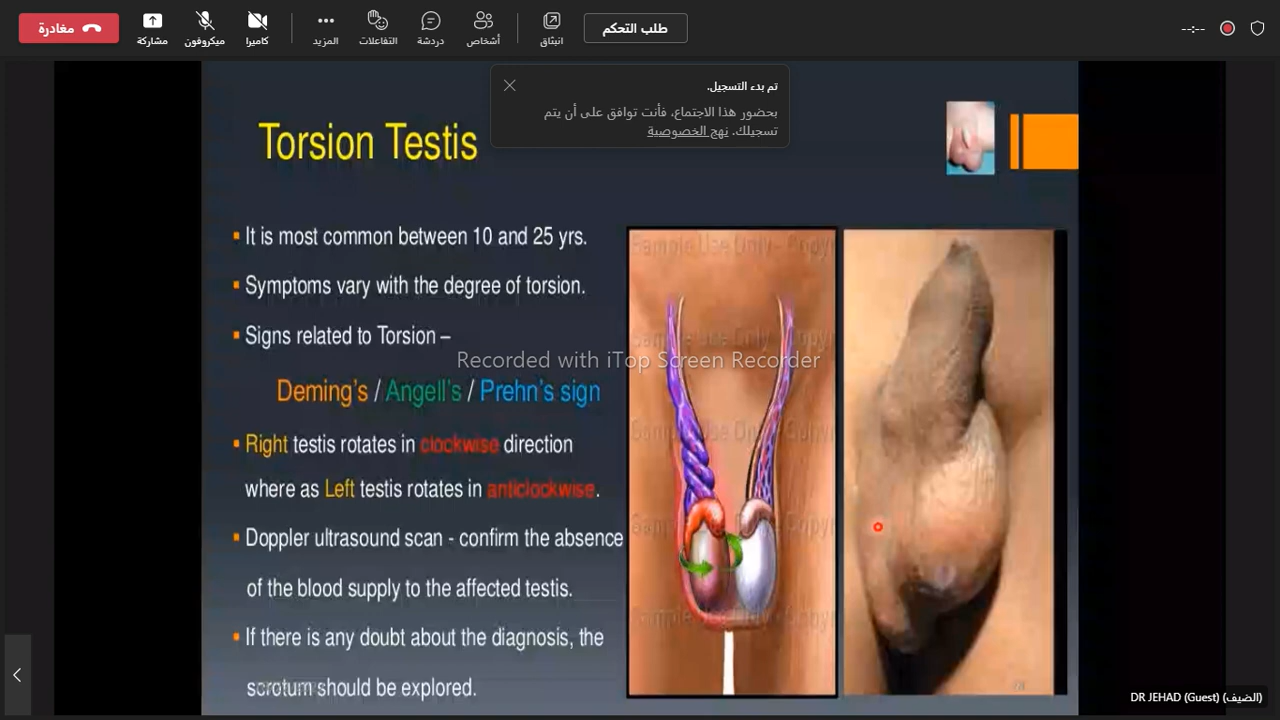 مغادرة
مشاركة
ميكروفون
كاميرا
المزيد
التفاعلات
دردشة
أشخاص
انبثاق
طلب التحكم
--:--
تم بدء التسجيل.
بحضور هذا الاجتماع، فأنت توافق على أن يتم
تسجيلك. نهج الخصوصية
Torsion Testis
It is most common between 10 and 25 yrs.
Symptoms vary with the degree of torsion.
Signs related to Torsion –
Recorded with iTop Screen Recorder
Deming's / Angell's / Prehn's sign
Right testis rotates in clockwise direction
where as Left testis rotates in anticlockwise.
Doppler ultrasound scan - confirm the absence
of the blood supply to the affected testis.
If there is any doubt about the diagnosis, the
scrotum should be explored.
Sample Use Only - Copyr
DR JEHAD (Guest) (الضيف)